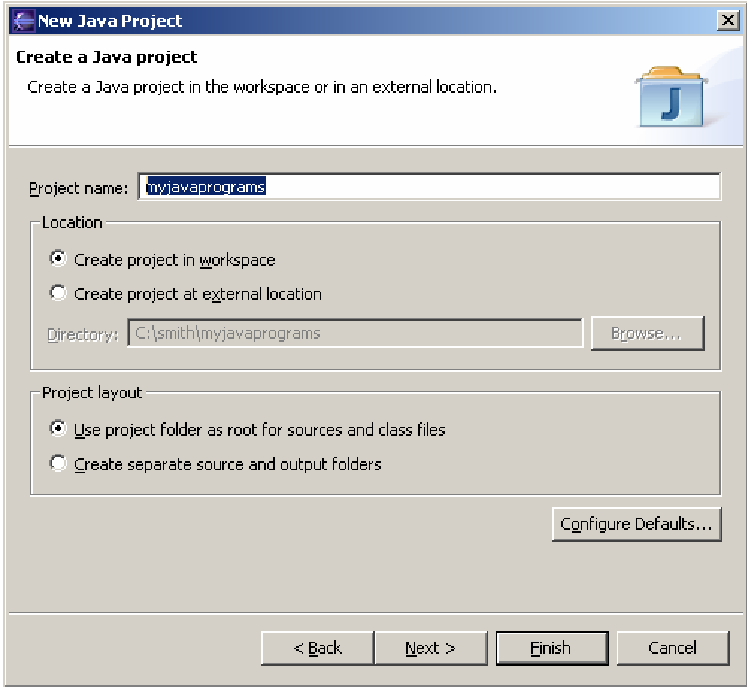 New Java Project
Create a Java project
Create a Java project in the workspace or in an external location.
J
Project name: myjavaprograms
Location
Create project in workspace
Create project at external location
Directory: C:\smith\myjavaprograms Browse...
Project layout
Use project folder as root for sources and class files
Create separate source and output folders
Configure Defaults...
< Back Next > Finish Cancel